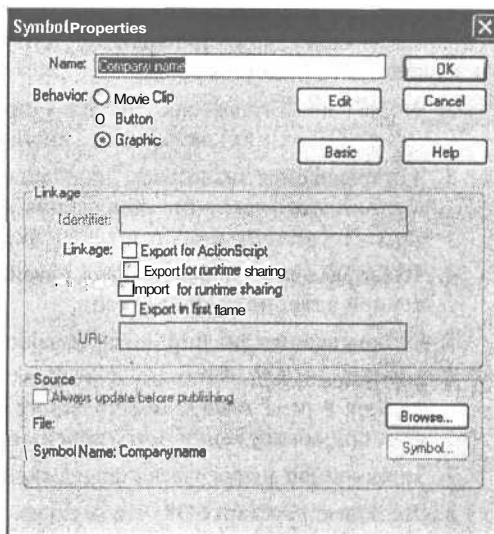 Symbol Properties
Name: Company name
OK
Behavior: Movie Clip
Edit
Cancel
O Button
Graphic
Basic
Help
Linkage
Identifier:
Linkage: Export for ActionScript
Export for runtime sharing
Import for runtime sharing
Export in first flame
URL:
Source
Always update before publishing
File:
Browse...
Symbol Name: Companyname
Symbol...